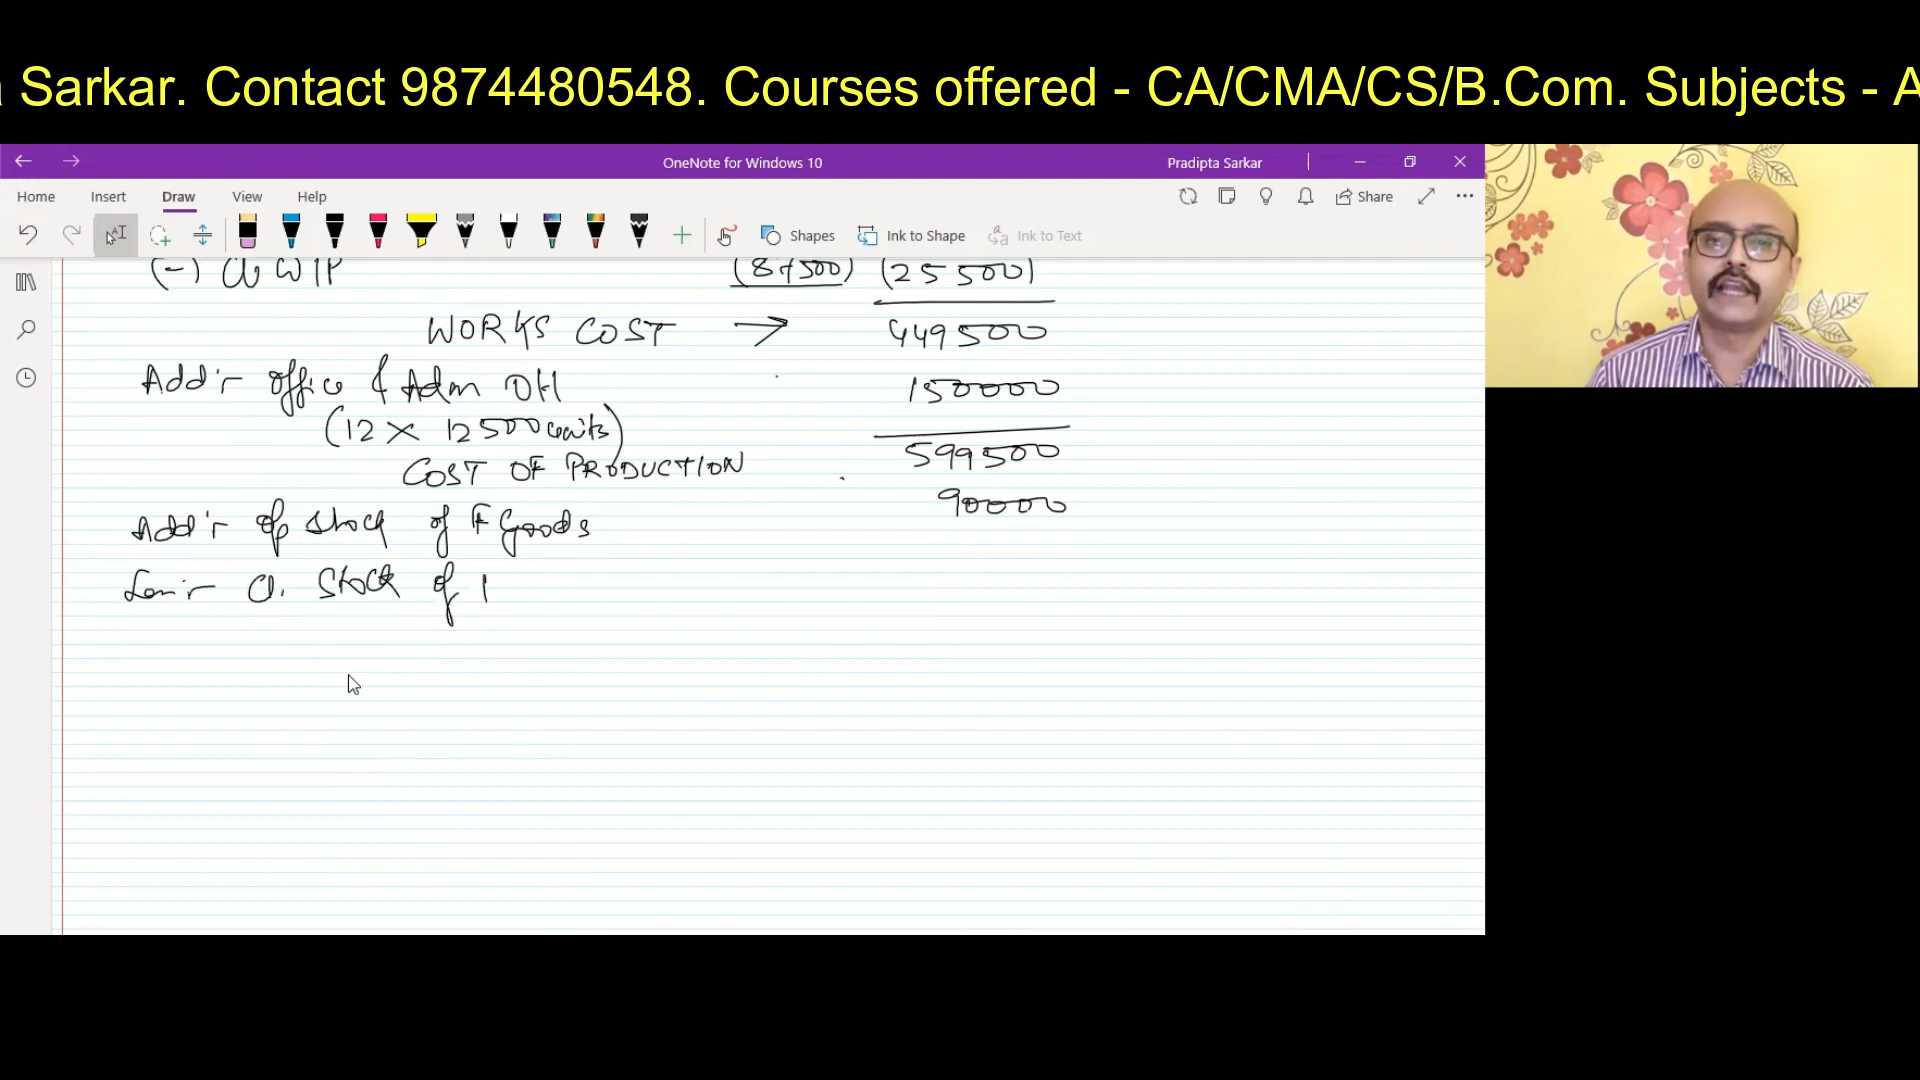 Sarkar. Contact 9874480548. Courses offered - CA/CMA/CS/B.Com. Subjects - A
OneNote for Windows 10
Pradipta Sarkar
Home Insert Draw View Help
Share
Shapes Ink to Shape Ink to Text
(-) Cl WIP (87500) (25500)
WORKS COST → 449500
Add:- office & Adm OH 150000
(12 × 12500 units)
599500
COST OF PRODUCTION
90000
Add:- Op stock of F Goods
Less:- Cl. Stock of